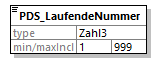 PDS_LaufendeNummer
type Zahl3
min/maxIncl 1 999